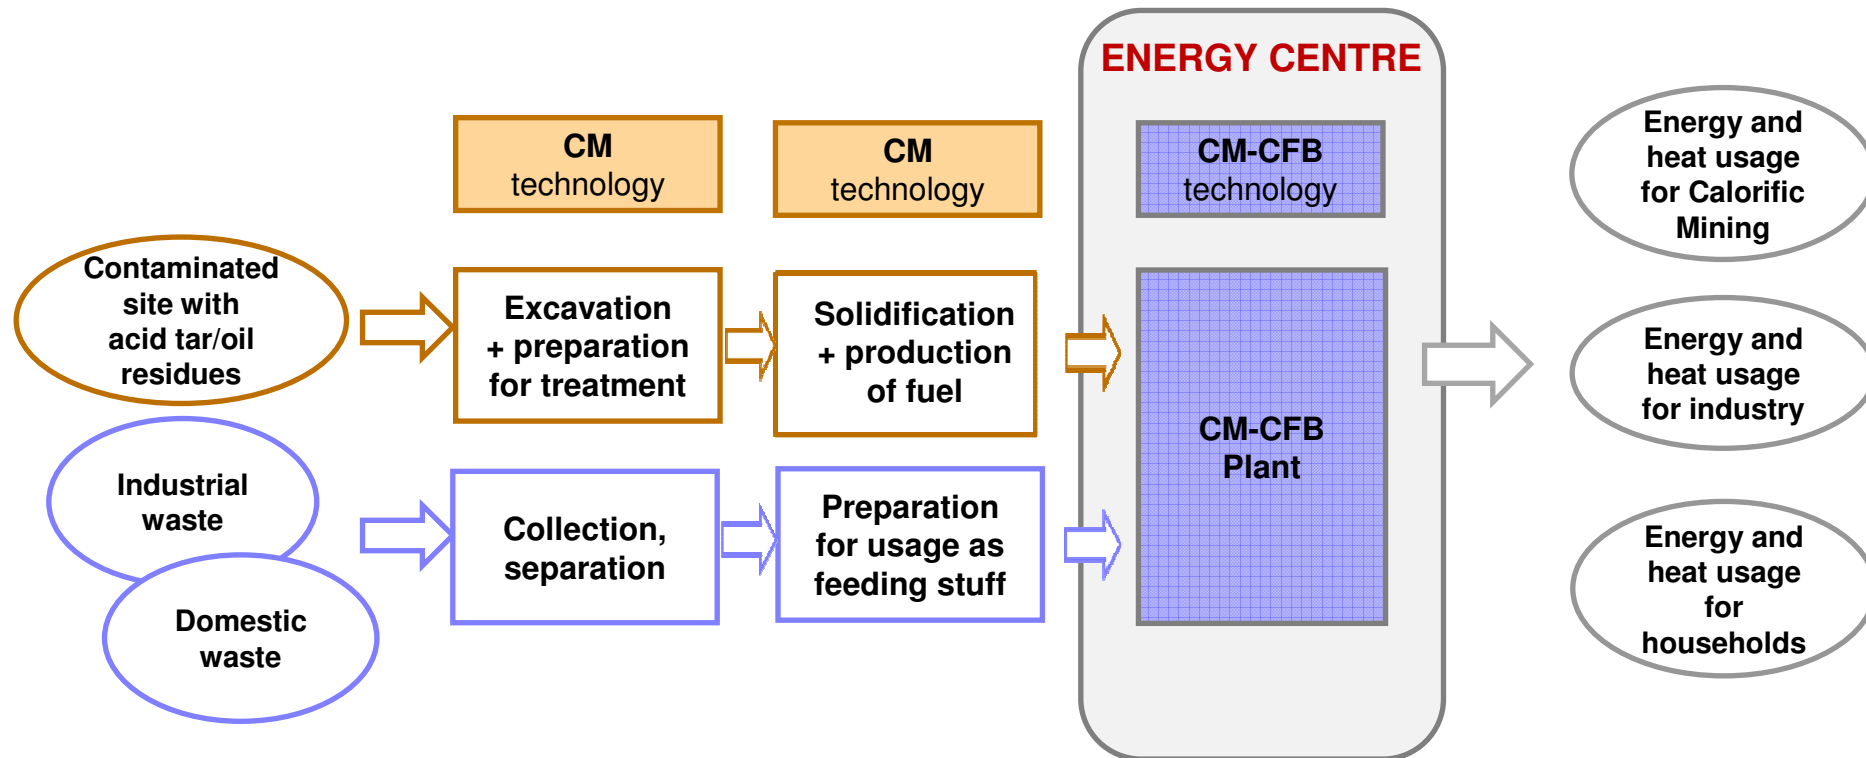 ENERGY CENTRE
CM
technology
CM
technology
CM-CFB
technology
Energy and
heat usage
for Calorific
Mining
Contaminated
site with
acid tar/oil
residues
Excavation
+ preparation
for treatment
Solidification
+ production
of fuel
CM-CFB
Plant
Energy and
heat usage
for industry
Industrial
waste
Domestic
waste
Collection,
separation
Preparation
for usage as
feeding stuff
Energy and
heat usage
for
households